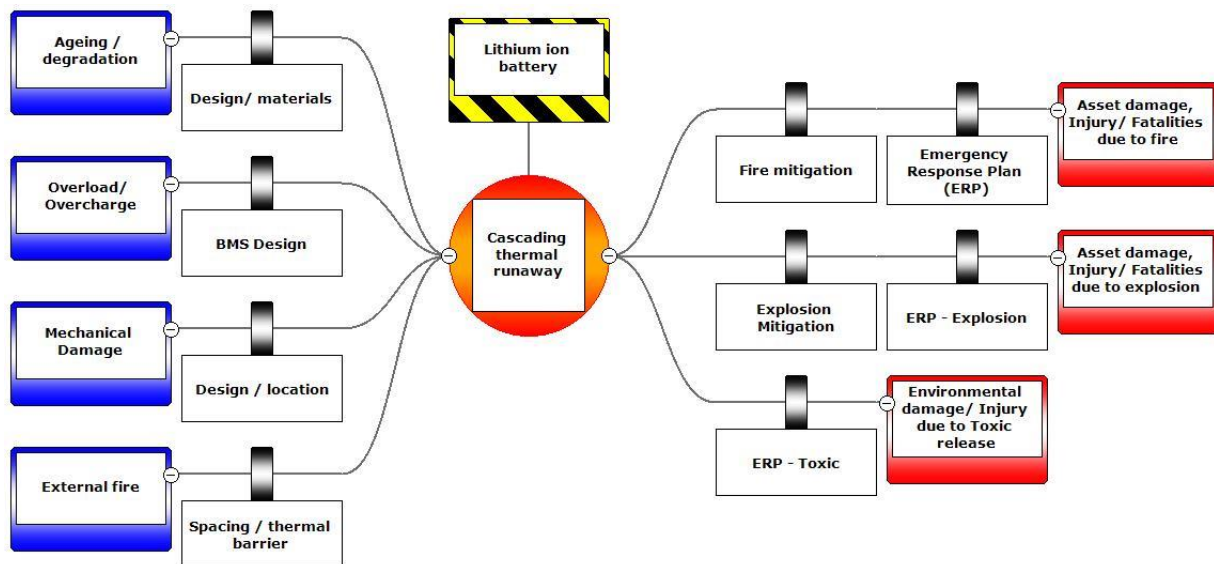 Ageing /
degradation
Design/ materials
Overload/
Overcharge
BMS Design
Mechanical
Damage
Design / location
External fire
Spacing / thermal
barrier
Lithium ion
battery
Cascading
thermal
runaway
Fire mitigation
Emergency
Response Plan
(ERP)
Asset damage,
Injury/ Fatalities
due to fire
Explosion
Mitigation
ERP - Explosion
Asset damage,
Injury/ Fatalities
due to explosion
ERP - Toxic
Environmental
damage/ Injury
due to Toxic
release